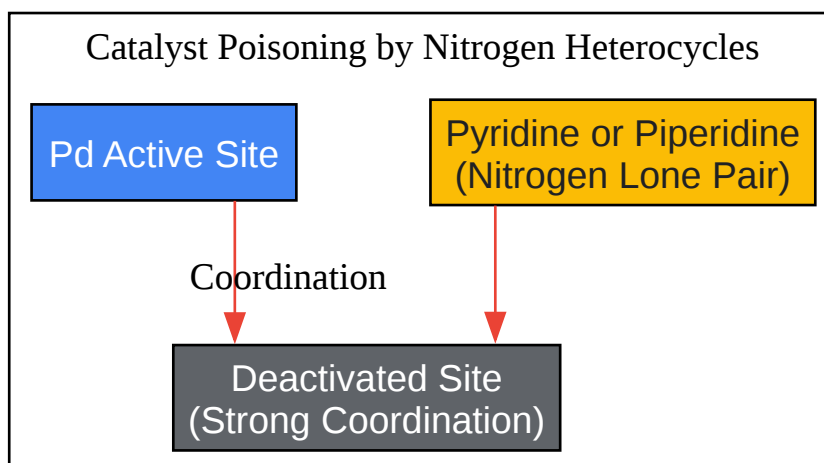 Catalyst Poisoning by Nitrogen Heterocycles
Pd Active Site
Pyridine or Piperidine
(Nitrogen Lone Pair)
Coordination
Deactivated Site
(Strong Coordination)